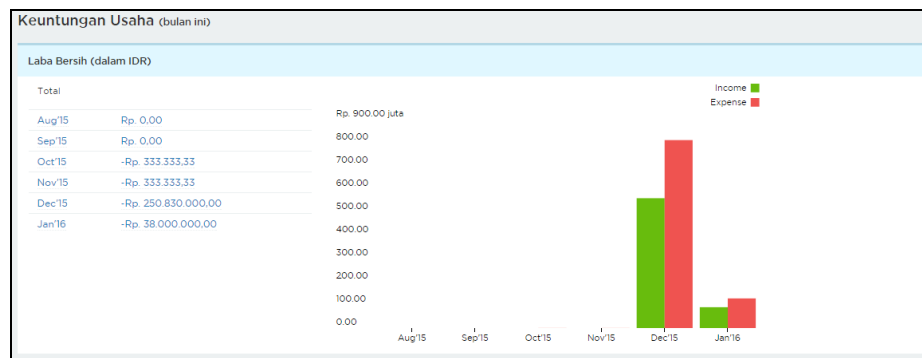 Keuntungan Usaha (bulan ini)
Laba Bersih (dalam IDR)
Total
Aug'15 Rp. 0,00
Sep'15 Rp. 0,00
Oct'15 -Rp. 333.333,33
Nov'15 -Rp. 333.333,33
Dec'15 -Rp. 250.830.000,00
Jan'16 -Rp. 38.000.000,00
Income
Expense
Rp. 900.00 juta
800.00
700.00
600.00
500.00
400.00
300.00
200.00
100.00
0.00
Aug'15 Sep'15 Oct'15 Nov'15 Dec'15 Jan'16